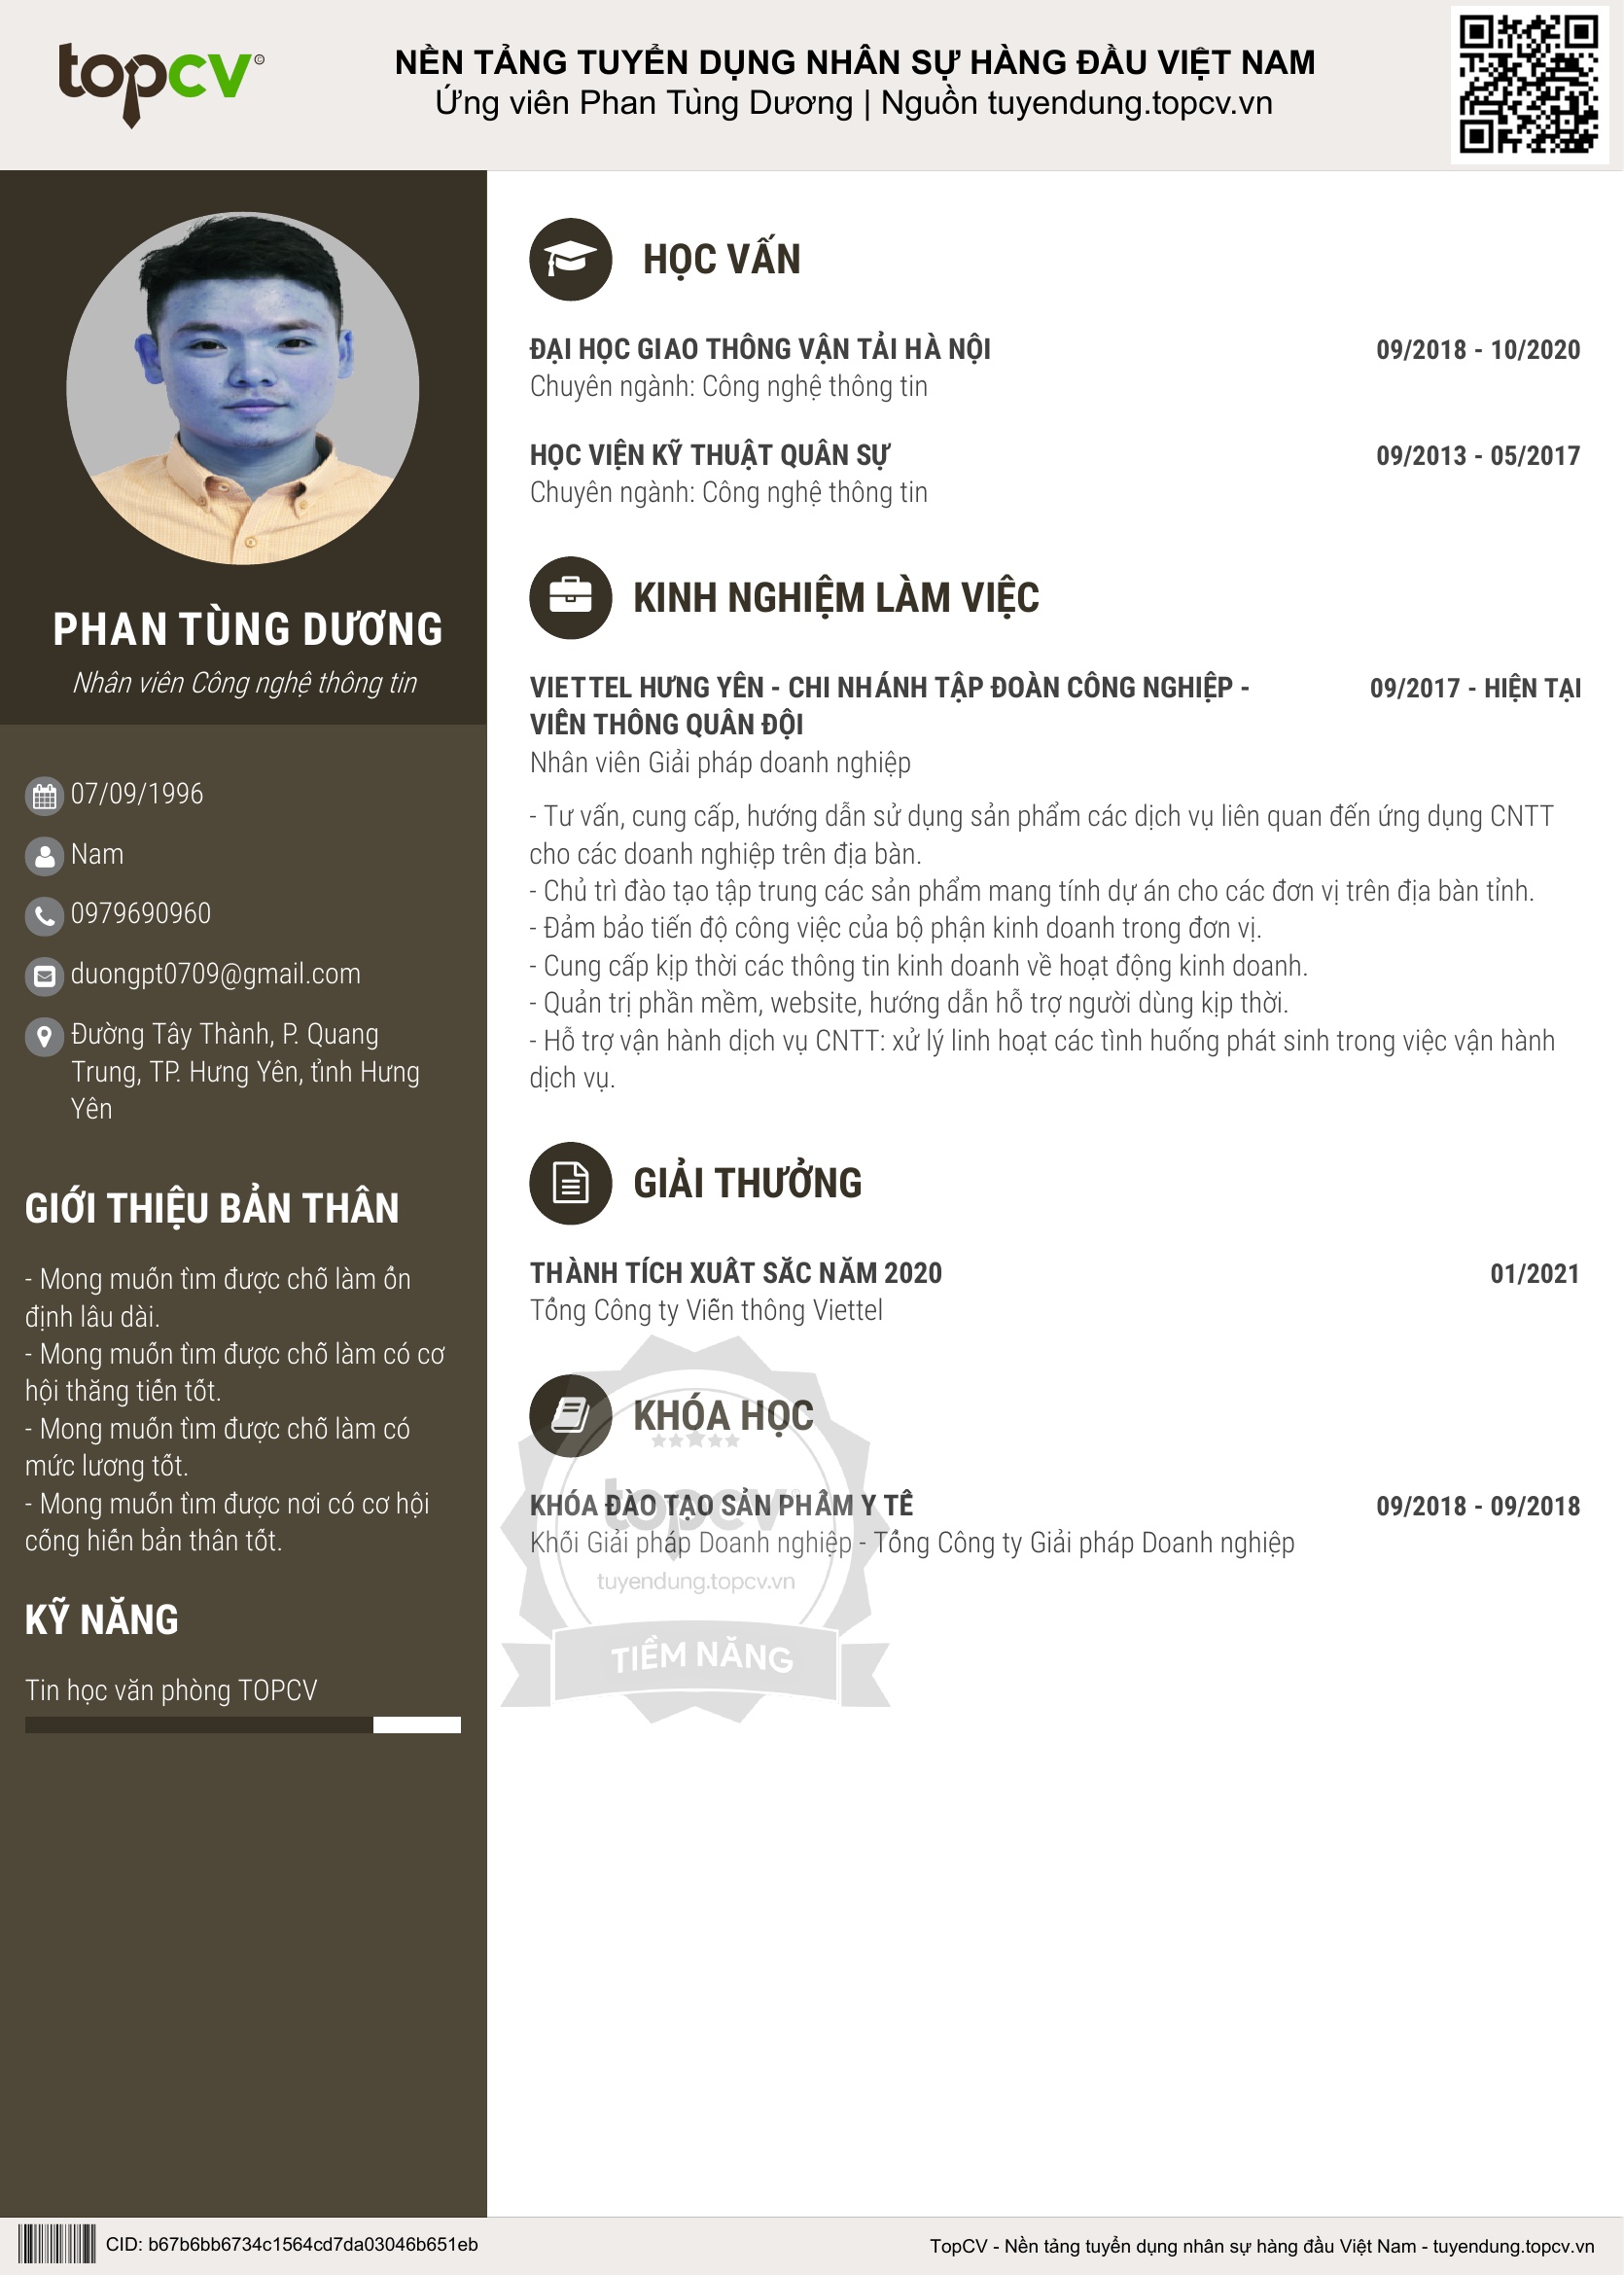 topcv©
NỀN TẢNG TUYỂN DỤNG NHÂN SỰ HÀNG ĐẦU VIỆT NAM
Ứng viên Phan Tùng Dương | Nguồn tuyendung.topcv.vn
PHAN TÙNG DƯƠNG
Nhân viên Công nghệ thông tin
07/09/1996
Nam
0979690960
duongpt0709@gmail.com
Đường Tây Thành, P. Quang
Trung, TP. Hưng Yên, tỉnh Hưng
Yên
GIỚI THIỆU BẢN THÂN
- Mong muốn tìm được chỗ làm ổn
định lâu dài.
- Mong muốn tìm được chỗ làm có cơ
hội thăng tiến tốt.
- Mong muốn tìm được chỗ làm có
mức lương tốt.
- Mong muốn tìm được nơi có cơ hội
cống hiến bản thân tốt.
KỸ NĂNG
Tin học văn phòng TOPCV
HỌC VẤN
ĐẠI HỌC GIAO THÔNG VẬN TẢI HÀ NỘI 09/2018 - 10/2020
Chuyên ngành: Công nghệ thông tin
HỌC VIỆN KỸ THUẬT QUÂN SỰ 09/2013 - 05/2017
Chuyên ngành: Công nghệ thông tin
KINH NGHIỆM LÀM VIỆC
VIETTEL HƯNG YÊN - CHI NHÁNH TẬP ĐOÀN CÔNG NGHIỆP - 09/2017 - HIỆN TẠI
VIỄN THÔNG QUÂN ĐỘI
Nhân viên Giải pháp doanh nghiệp
- Tư vấn, cung cấp, hướng dẫn sử dụng sản phẩm các dịch vụ liên quan đến ứng dụng CNTT
cho các doanh nghiệp trên địa bàn.
- Chủ trì đào tạo tập trung các sản phẩm mang tính dự án cho các đơn vị trên địa bàn tỉnh.
- Đảm bảo tiến độ công việc của bộ phận kinh doanh trong đơn vị.
- Cung cấp kịp thời các thông tin kinh doanh về hoạt động kinh doanh.
- Quản trị phần mềm, website, hướng dẫn hỗ trợ người dùng kịp thời.
- Hỗ trợ vận hành dịch vụ CNTT: xử lý linh hoạt các tình huống phát sinh trong việc vận hành
dịch vụ.
GIẢI THƯỞNG
THÀNH TÍCH XUẤT SẮC NĂM 2020 01/2021
Tổng Công ty Viễn thông Viettel
KHÓA HỌC
KHÓA ĐÀO TẠO SẢN PHẨM Y TẾ 09/2018 - 09/2018
Khối Giải pháp Doanh nghiệp - Tổng Công ty Giải pháp Doanh nghiệp
topcv
tuyendung.topcv.vn
TIỀM NĂNG
CID: b67b6bb6734c1564cd7da03046b651eb
TopCV - Nền tảng tuyển dụng nhân sự hàng đầu Việt Nam - tuyendung.topcv.vn